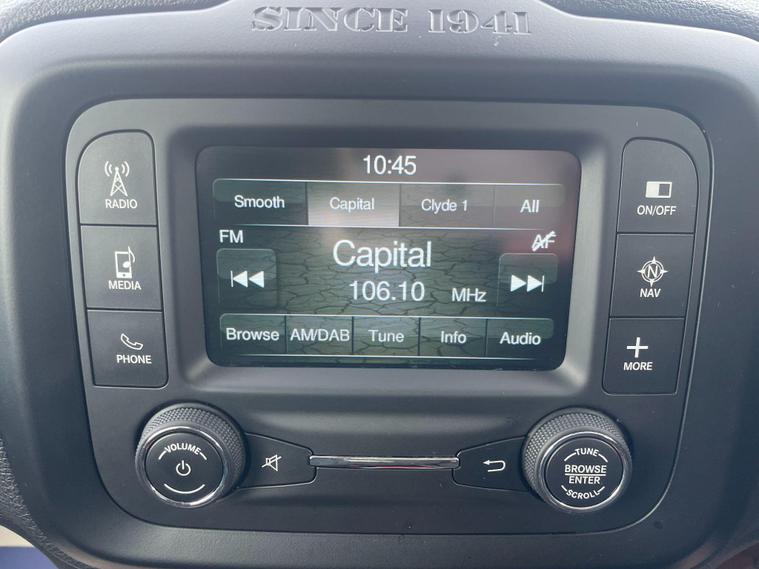 SINCE 1941
10:45
Smooth Capital Clyde 1 All
FM AF
Capital
106.10 MHz
Browse AM/DAB Tune Info Audio
RADIO
MEDIA
PHONE
ON/OFF
N
NAV
MORE
VOLUME
TUNE
BROWSE
ENTER
SCROLL